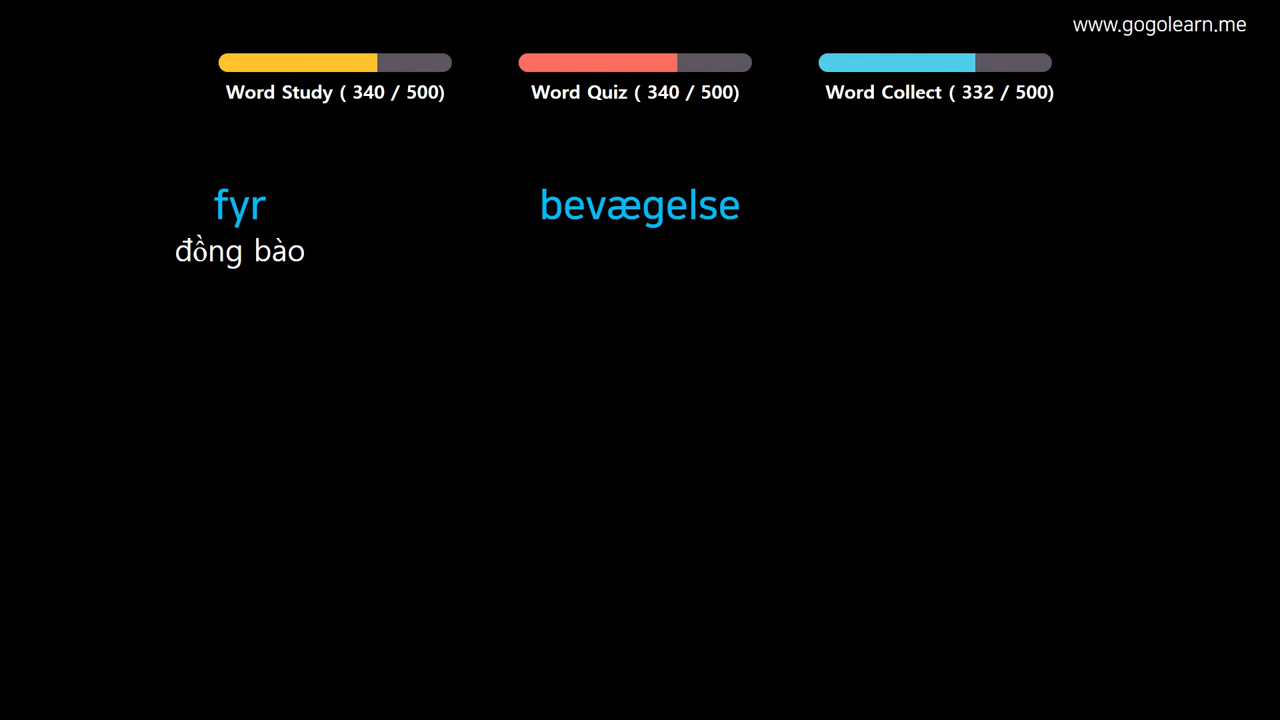 www.gogolearn.me
Word Study ( 340 / 500)
Word Quiz ( 340 / 500)
Word Collect ( 332 / 500)
fyr
đồng bào
bevægelse